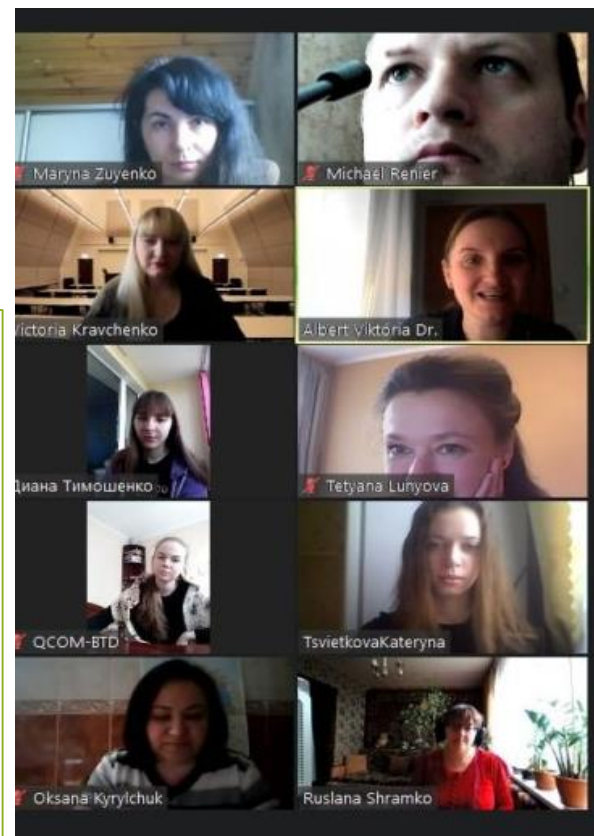 Maryna Zuyenko
Michael Renier
Victoria Kravchenko
Albert Viktória Dr.
Диана Тимошенко
Tetyana Lunyova
QCOM-BTD
TsvietkovaKateryna
Oksana Kyrylchuk
Ruslana Shramko